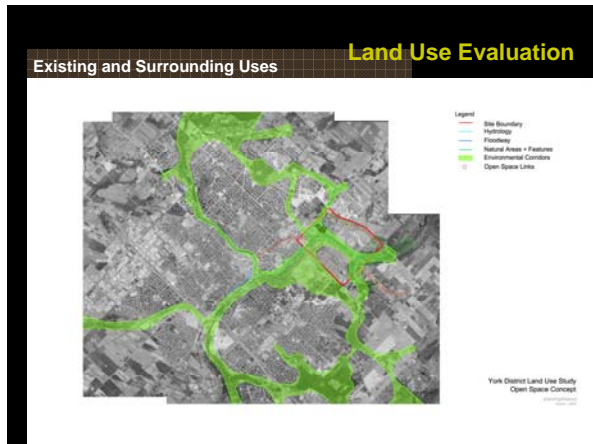 Land Use Evaluation
Existing and Surrounding Uses
Legend
Site Boundary
Hydrology
Floodway
Natural Areas + Features
Environmental Corridors
Open Space Links
York District Land Use Study
Open Space Concept